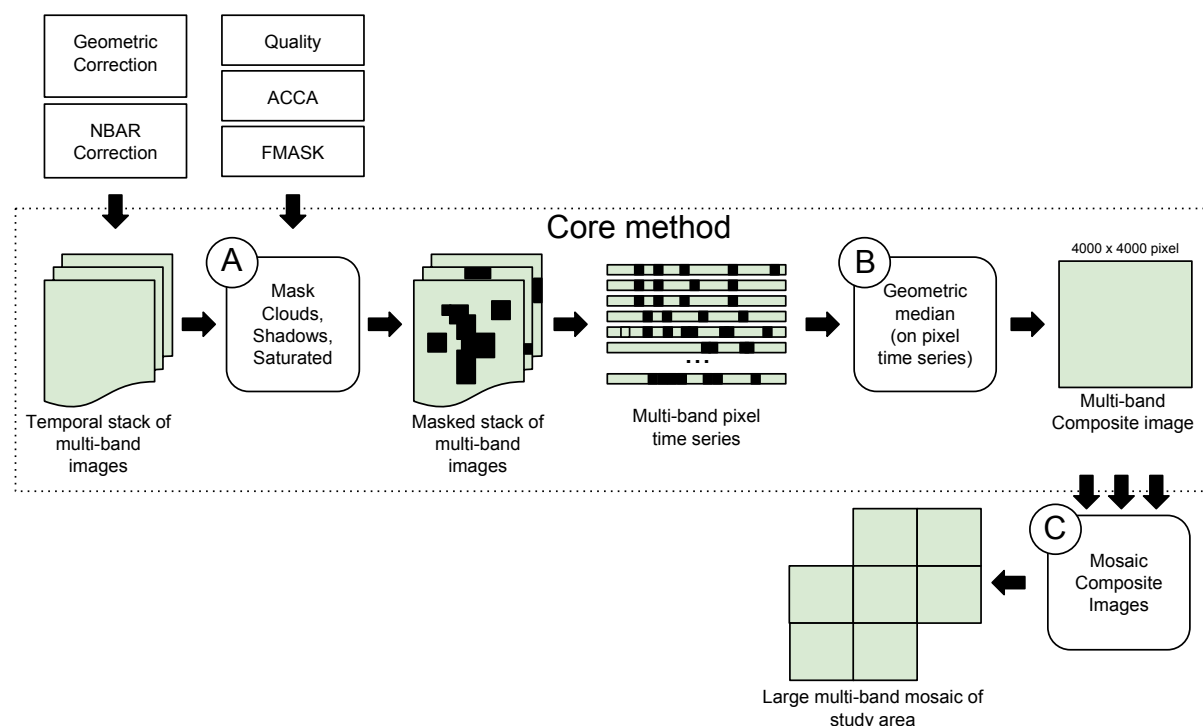 Geometric
Correction
NBAR
Correction
Quality
ACCA
FMASK
Core method
A
Mask
Clouds,
Shadows,
Saturated
B
Geometric
median
(on pixel
time series)
4000 x 4000 pixel
...
Temporal stack of
multi-band
images
Masked stack of
multi-band
images
Multi-band pixel
time series
Multi-band
Composite image
C
Mosaic
Composite
Images
Large multi-band mosaic of
study area